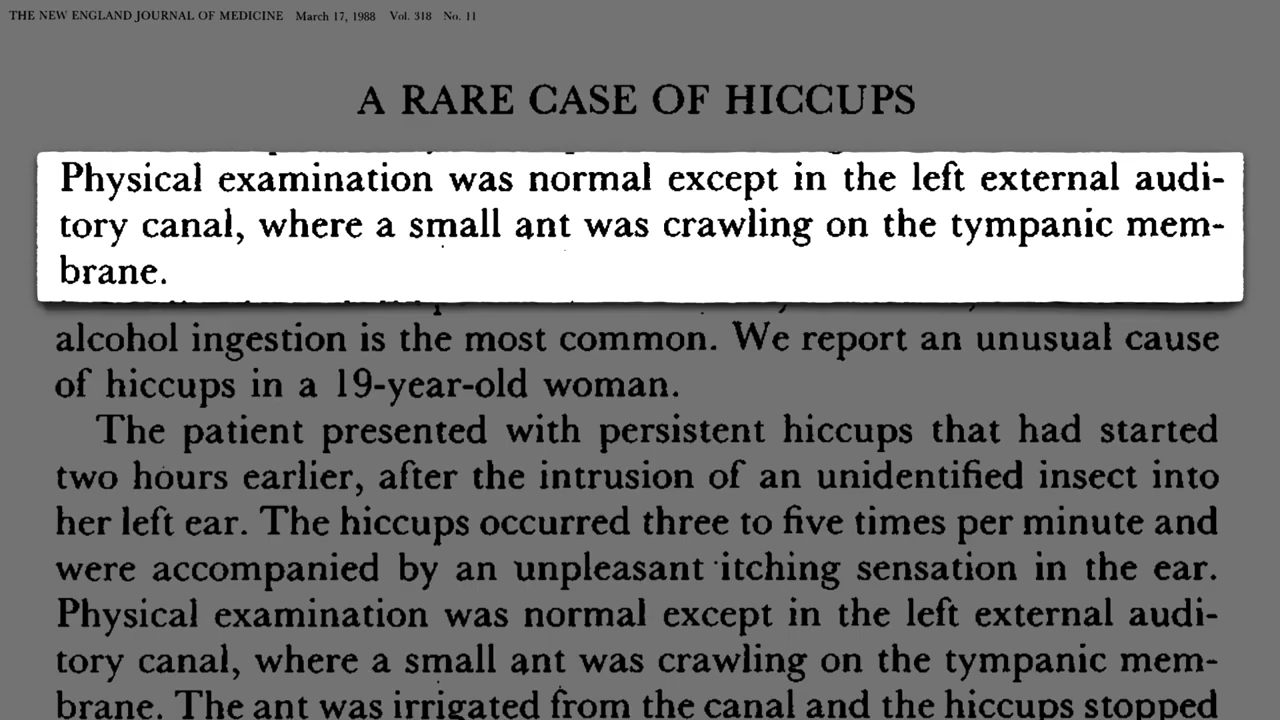 THE NEW ENGLAND JOURNAL OF MEDICINE March 17, 1988 Vol. 318 No. 11
A RARE CASE OF HICCUPS
Physical examination was normal except in the left external audi-
tory canal, where a small ant was crawling on the tympanic mem-
brane.
alcohol ingestion is the most common. We report an unusual cause
of hiccups in a 19-year-old woman.
The patient presented with persistent hiccups that had started
two hours earlier, after the intrusion of an unidentified insect into
her left ear. The hiccups occurred three to five times per minute and
were accompanied by an unpleasant itching sensation in the ear.
Physical examination was normal except in the left external audi-
tory canal, where a small ant was crawling on the tympanic mem-
brane. The ant was irrigated from the canal and the hiccups stopped